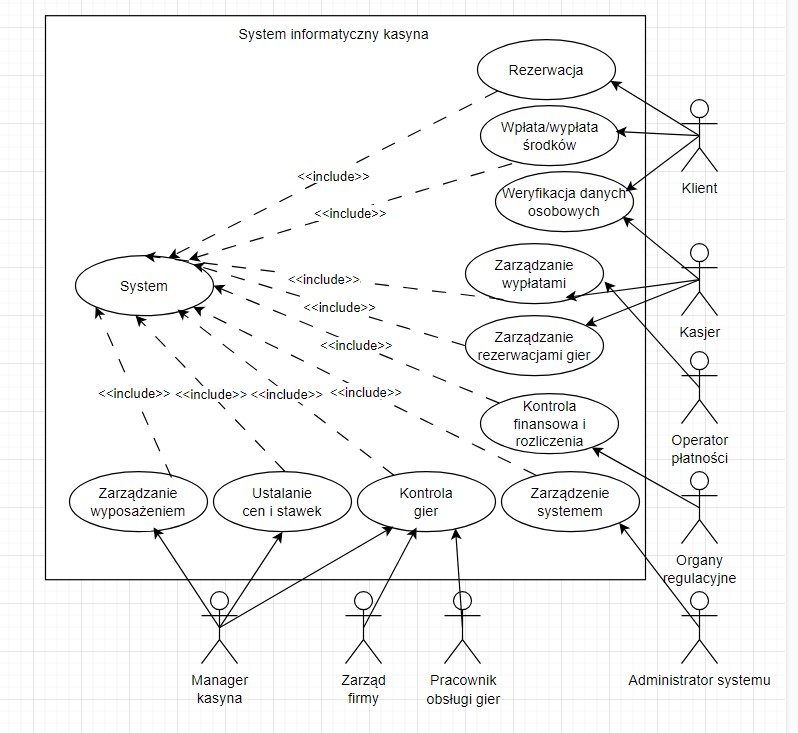 System informatyczny kasyna
Rezerwacja
Wpłata/wypłata
środków
Klient
<<include>>
Weryfikacja danych
osobowych
<<include>>
System
Zarządzanie
wypłatami
<<include>>
<<include>>
Kasjer
Zarządzanie
rezerwacjami gier
<<include>>
<<include>>
<<include>>
<<include>>
<<include>>
Kontrola
finansowa i
rozliczenia
Operator
płatności
Zarządzanie
wyposażeniem
Ustalanie
cen i stawek
Kontrola
gier
Zarządzenie
systemem
Organy
regulacyjne
Manager
kasyna
Zarząd
firmy
Pracownik
obsługi gier
Administrator systemu